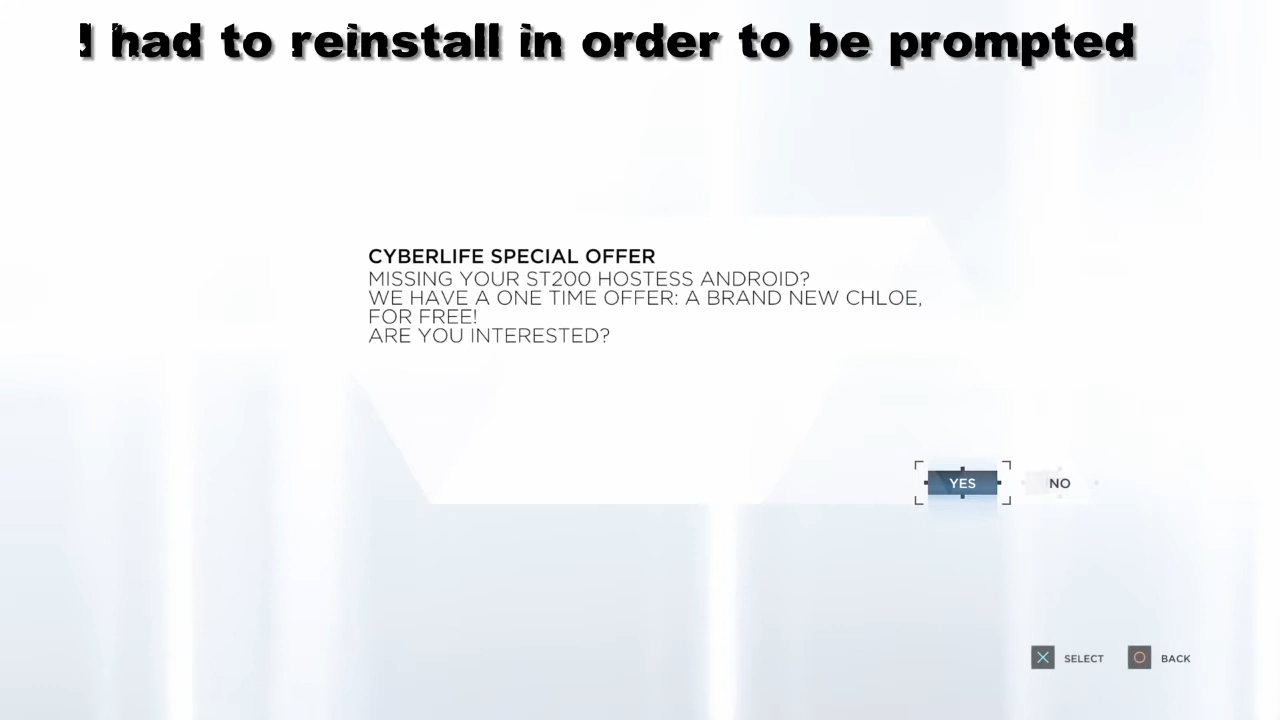 I had to reinstall in order to be prompted
CYBERLIFE SPECIAL OFFER
MISSING YOUR ST200 HOSTESS ANDROID?
WE HAVE A ONE TIME OFFER: A BRAND NEW CHLOE,
FOR FREE!
ARE YOU INTERESTED?
YES NO
SELECT BACK